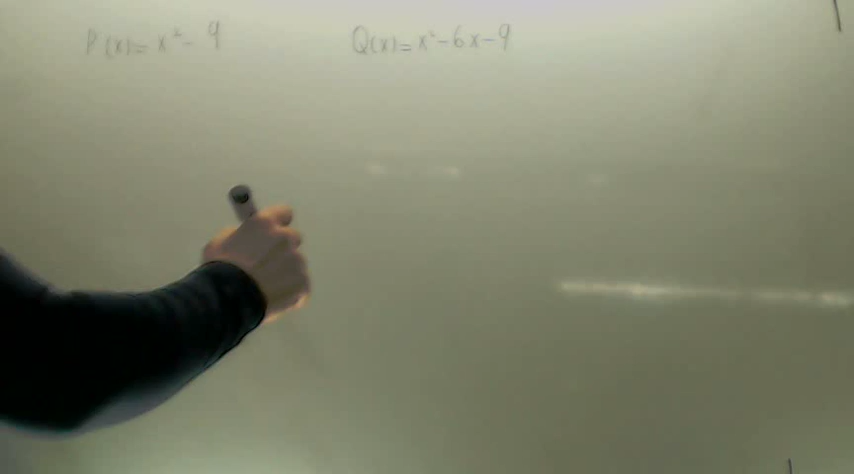 P(x)= x² - 9 Q(x)= x² - 6x - 9